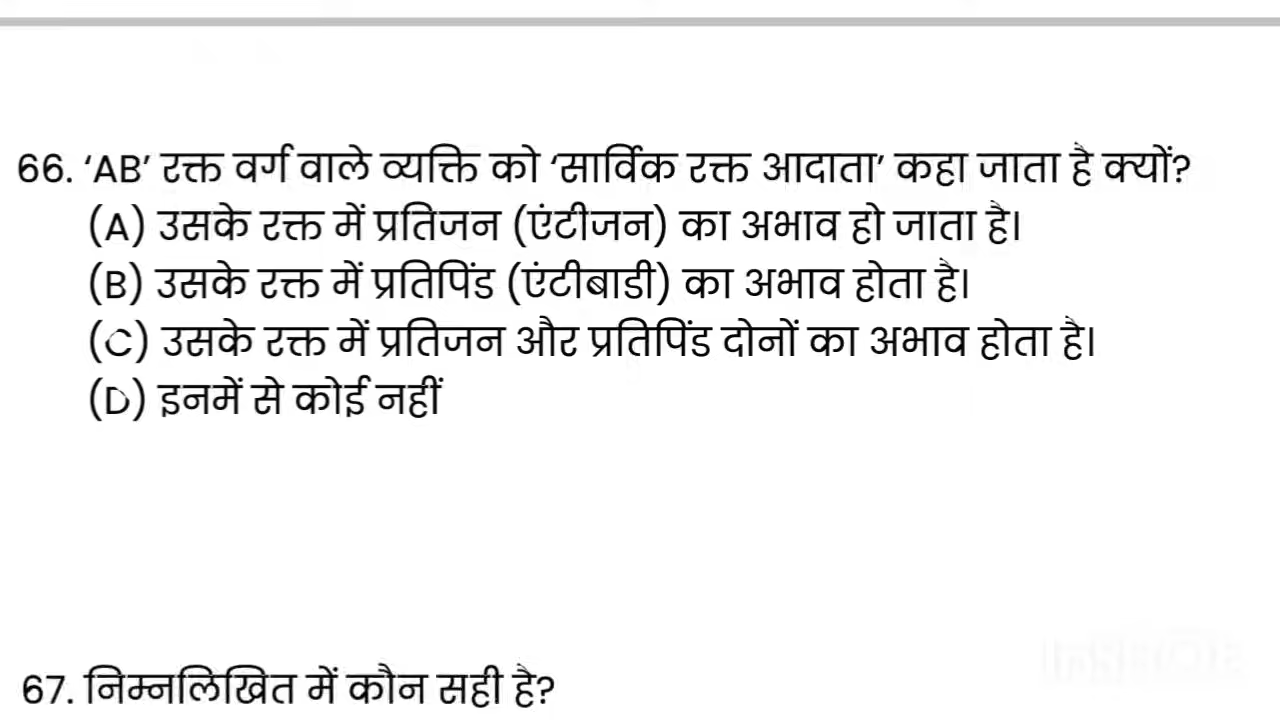 66. ‘AB’ रक्त वर्ग वाले व्यक्ति को ‘सार्विक रक्त आदाता’ कहा जाता है क्यों?
(A) उसके रक्त में प्रतिजन (एंटीजन) का अभाव हो जाता है।
(B) उसके रक्त में प्रतिपिंड (एंटीबाडी) का अभाव होता है।
(C) उसके रक्त में प्रतिजन और प्रतिपिंड दोनों का अभाव होता है।
(D) इनमें से कोई नहीं
67. निम्नलिखित में कौन सही है?